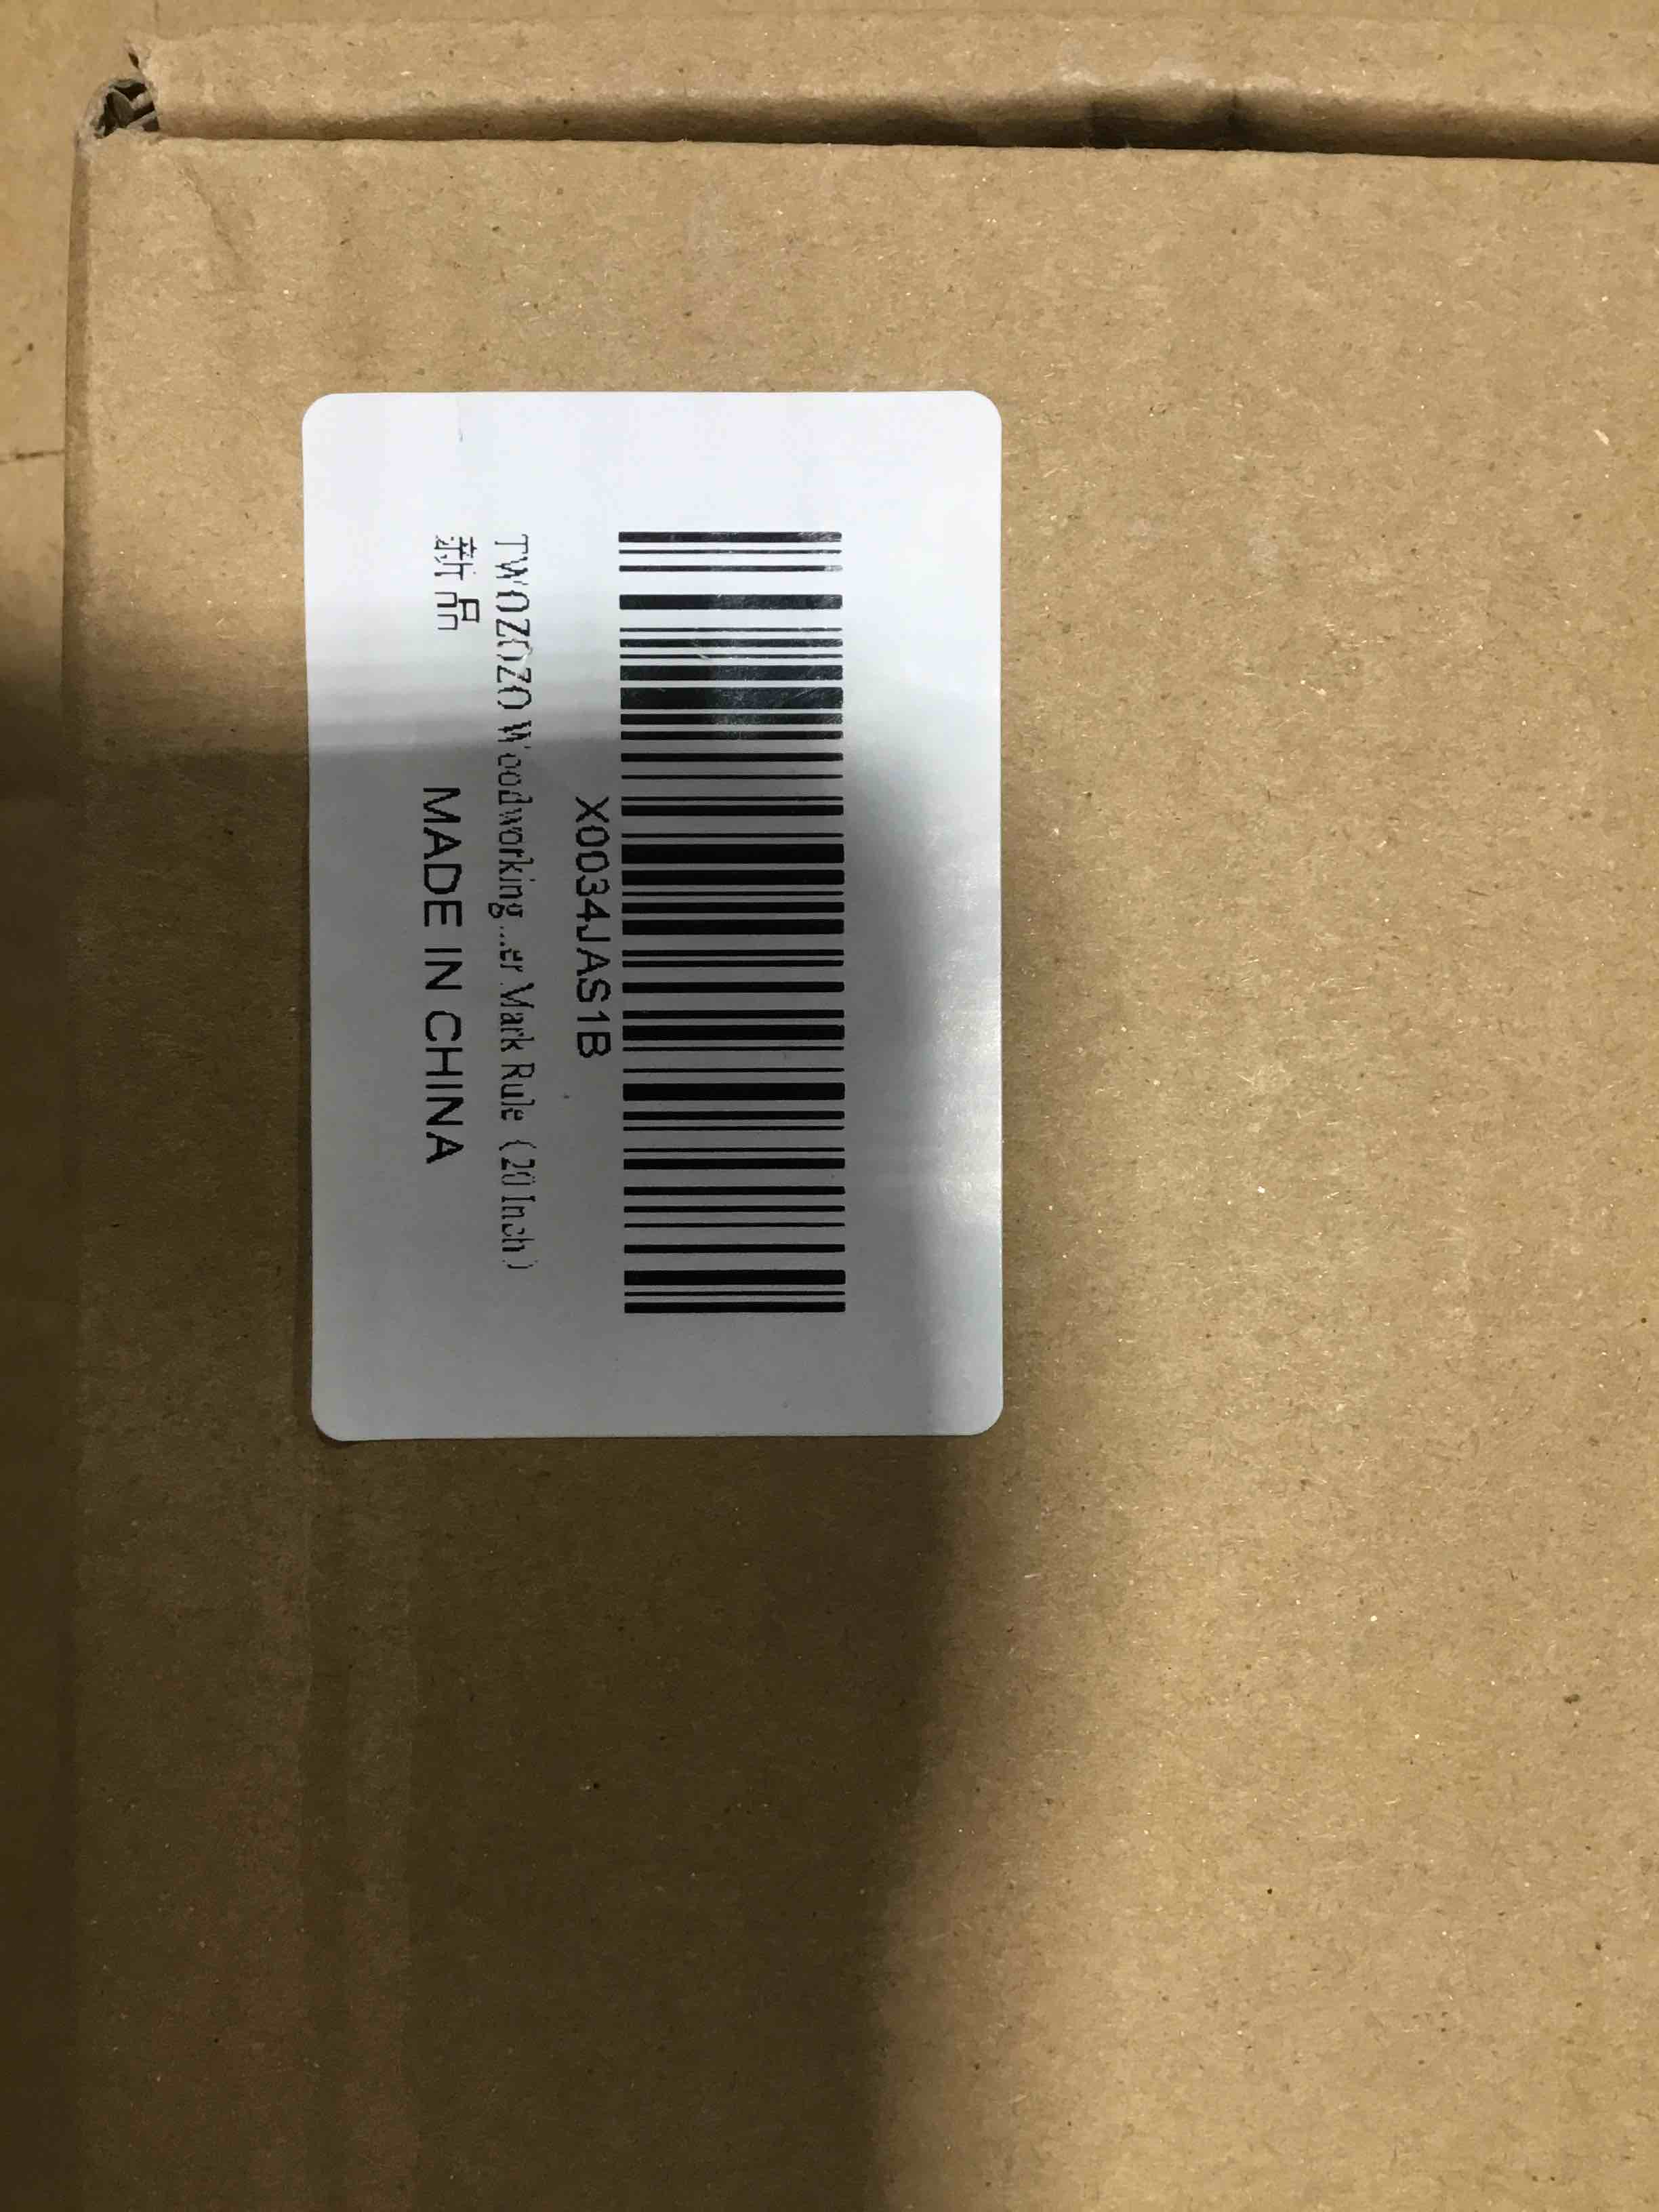 X0034JAS1B
TWOZOZO Woodworking...er Mark Rule (20 Inch)
新品
MADE IN CHINA